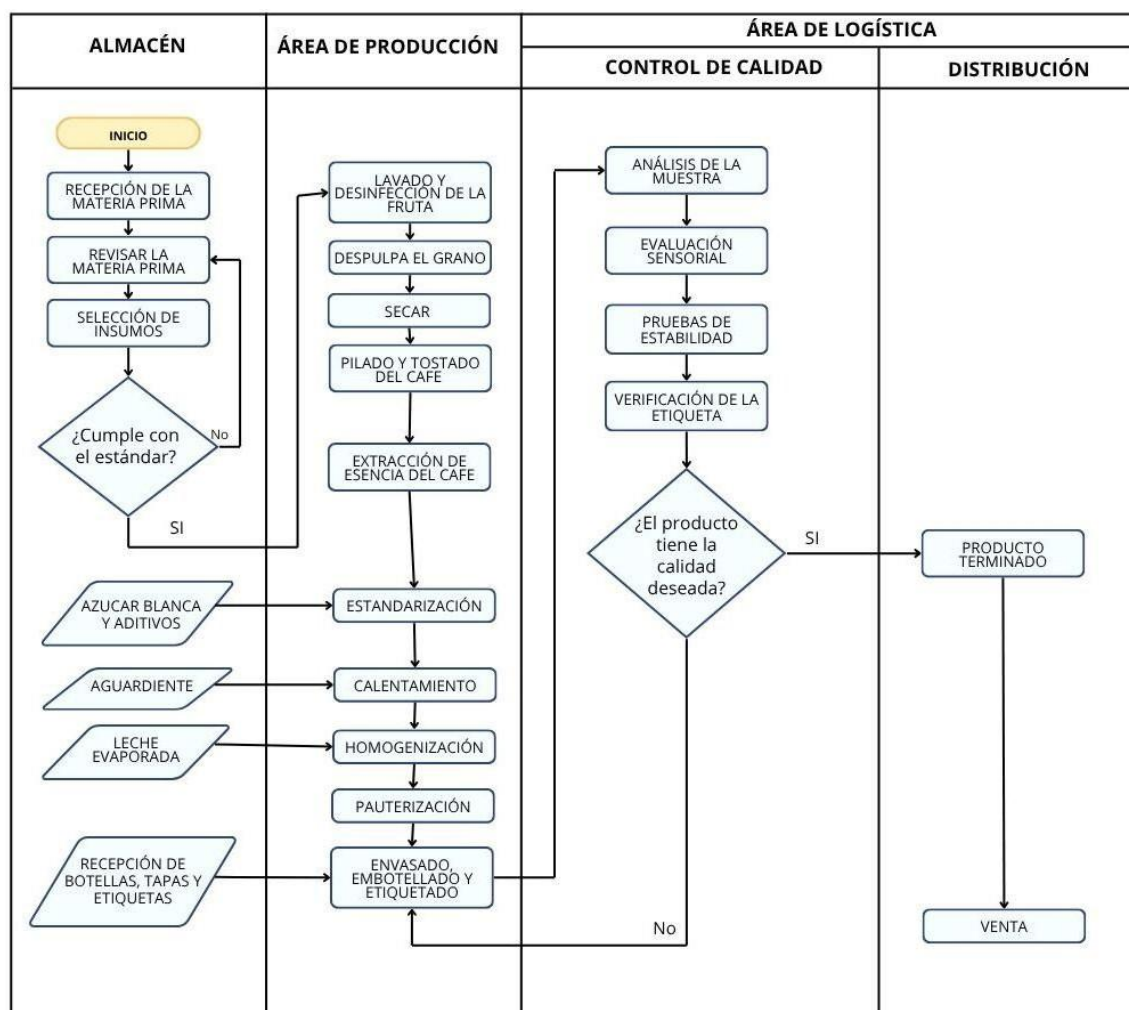 ALMACÉN
ÁREA DE PRODUCCIÓN
ÁREA DE LOGÍSTICA
CONTROL DE CALIDAD
DISTRIBUCIÓN
INICIO
RECEPCIÓN DE LA
MATERIA PRIMA
REVISAR LA
MATERIA PRIMA
SELECCIÓN DE
INSUMOS
¿Cumple con
el estándar?
No
SI
AZUCAR BLANCA
Y ADITIVOS
AGUARDIENTE
LECHE
EVAPORADA
RECEPCIÓN DE
BOTELLAS, TAPAS Y
ETIQUETAS
LAVADO Y
DESINFECCIÓN DE LA
FRUTA
DESPULPA EL GRANO
SECAR
PILADO Y TOSTADO
DEL CAFE
EXTRACCIÓN DE
ESENCIA DEL CAFE
ESTANDARIZACIÓN
CALENTAMIENTO
HOMOGENIZACIÓN
PAUTERIZACIÓN
ENVASADO,
EMBOTELLADO Y
ETIQUETADO
ANÁLISIS DE LA
MUESTRA
EVALUACIÓN
SENSORIAL
PRUEBAS DE
ESTABILIDAD
VERIFICACIÓN DE LA
ETIQUETA
¿El producto
tiene la
calidad
deseada?
SI
No
PRODUCTO
TERMINADO
VENTA